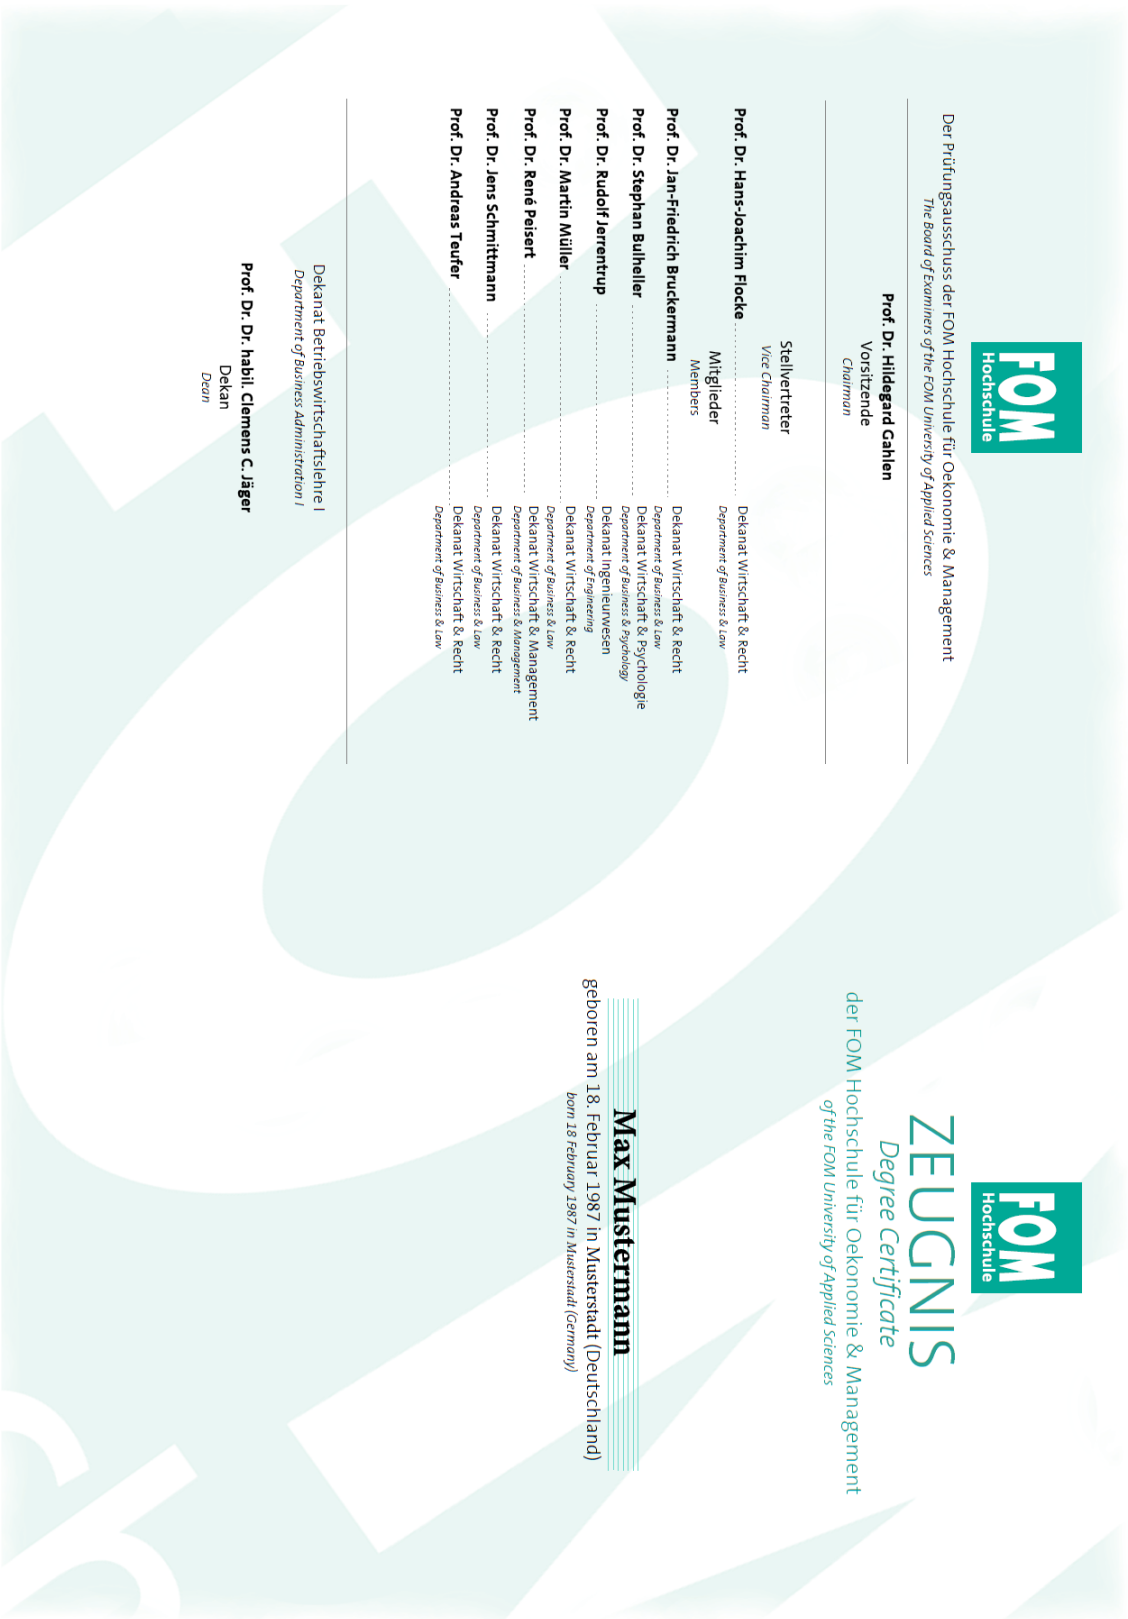 FOM
Hochschule
Der Prüfungsausschuss der FOM Hochschule für Oekonomie & Management
The Board of Examiners of the FOM University of Applied Sciences
Prof. Dr. Hildegard Gahlen
Vorsitzende
Chairman
Stellvertreter
Vice Chairman
Prof. Dr. Hans-Joachim Flocke Dekanat Wirtschaft & Recht
Department of Business & Law
Mitglieder
Members
Prof. Dr. Jan-Friedrich Bruckermann Dekanat Wirtschaft & Recht
Department of Business & Law
Prof. Dr. Stephan Bulheller Dekanat Wirtschaft & Psychologie
Department of Business & Psychology
Prof. Dr. Rudolf Jerrentrup Dekanat Ingenieurwesen
Department of Engineering
Prof. Dr. Martin Müller Dekanat Wirtschaft & Recht
Department of Business & Law
Prof. Dr. René Peisert Dekanat Wirtschaft & Management
Department of Business & Management
Prof. Dr. Jens Schmittmann Dekanat Wirtschaft & Recht
Department of Business & Law
Prof. Dr. Andreas Teufer Dekanat Wirtschaft & Recht
Department of Business & Law
Dekanat Betriebswirtschaftslehre I
Department of Business Administration I
Prof. Dr. Dr. habil. Clemens C. Jäger
Dekan
Dean
FOM
Hochschule
ZEUGNIS
Degree Certificate
der FOM Hochschule für Oekonomie & Management
of the FOM University of Applied Sciences
Max Mustermann
geboren am 18. Februar 1987 in Musterstadt (Deutschland)
born 18 February 1987 in Musterstadt (Germany)